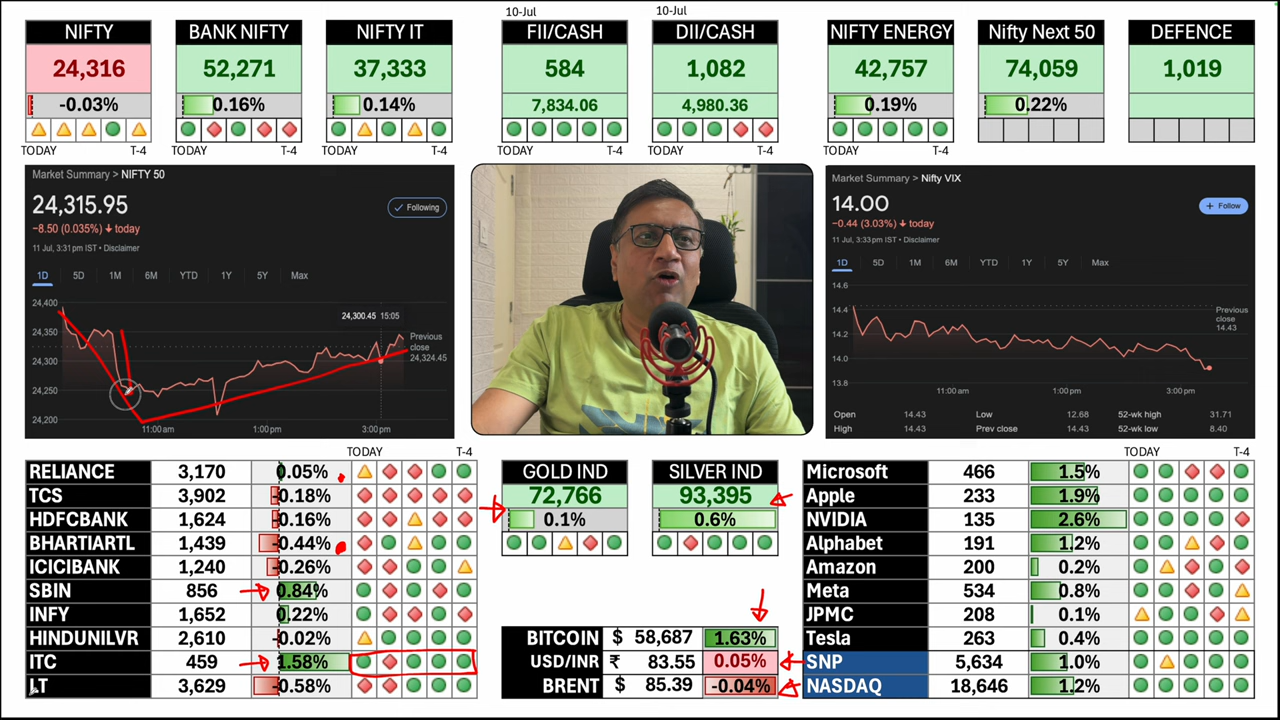 10-Jul
10-Jul
NIFTY
BANK NIFTY
NIFTY IT
FII/CASH
DII/CASH
NIFTY ENERGY
Nifty Next 50
DEFENCE
24,316
52,271
37,333
584
1,082
42,757
74,059
1,019
-0.03%
0.16%
0.14%
7,834.06
4,980.36
0.19%
0.22%
TODAY
T-4
TODAY
T-4
TODAY
T-4
TODAY
T-4
Market Summary > NIFTY 50
24,315.95
Following
−8.50 (0.035%) ↓ today
11 Jul, 3:31 pm IST • Disclaimer
1D 5D 1M 6M YTD 1Y 5Y Max
24,400
24,350
24,300
24,250
24,200
24,300.45 15:05
Previous
close
24,324.45
11:00 am 1:00 pm 3:00 pm
Market Summary > Nifty VIX
14.00
+ Follow
−0.44 (3.03%) ↓ today
11 Jul, 3:33 pm IST • Disclaimer
1D 5D 1M 6M YTD 1Y 5Y Max
14.6
14.4
14.2
14.0
13.8
Previous
close
14.43
11:00 am 1:00 pm 3:00 pm
Open 14.43 Low 12.68 52-wk high 31.71
High 14.43 Prev close 14.43 52-wk low 8.40
TODAY T-4
RELIANCE 3,170 0.05%
TCS 3,902 -0.18%
HDFCBANK 1,624 -0.16%
BHARTIARTL 1,439 -0.44%
ICICIBANK 1,240 -0.26%
SBIN 856 0.84%
INFY 1,652 0.22%
HINDUNILVR 2,610 -0.02%
ITC 459 1.58%
LT 3,629 -0.58%
GOLD IND
72,766
0.1%
SILVER IND
93,395
0.6%
BITCOIN $ 58,687 1.63%
USD/INR ₹ 83.55 0.05%
BRENT $ 85.39 -0.04%
TODAY T-4
Microsoft 466 1.5%
Apple 233 1.9%
NVIDIA 135 2.6%
Alphabet 191 1.2%
Amazon 200 0.2%
Meta 534 0.8%
JPMC 208 0.1%
Tesla 263 0.4%
SNP 5,634 1.0%
NASDAQ 18,646 1.2%